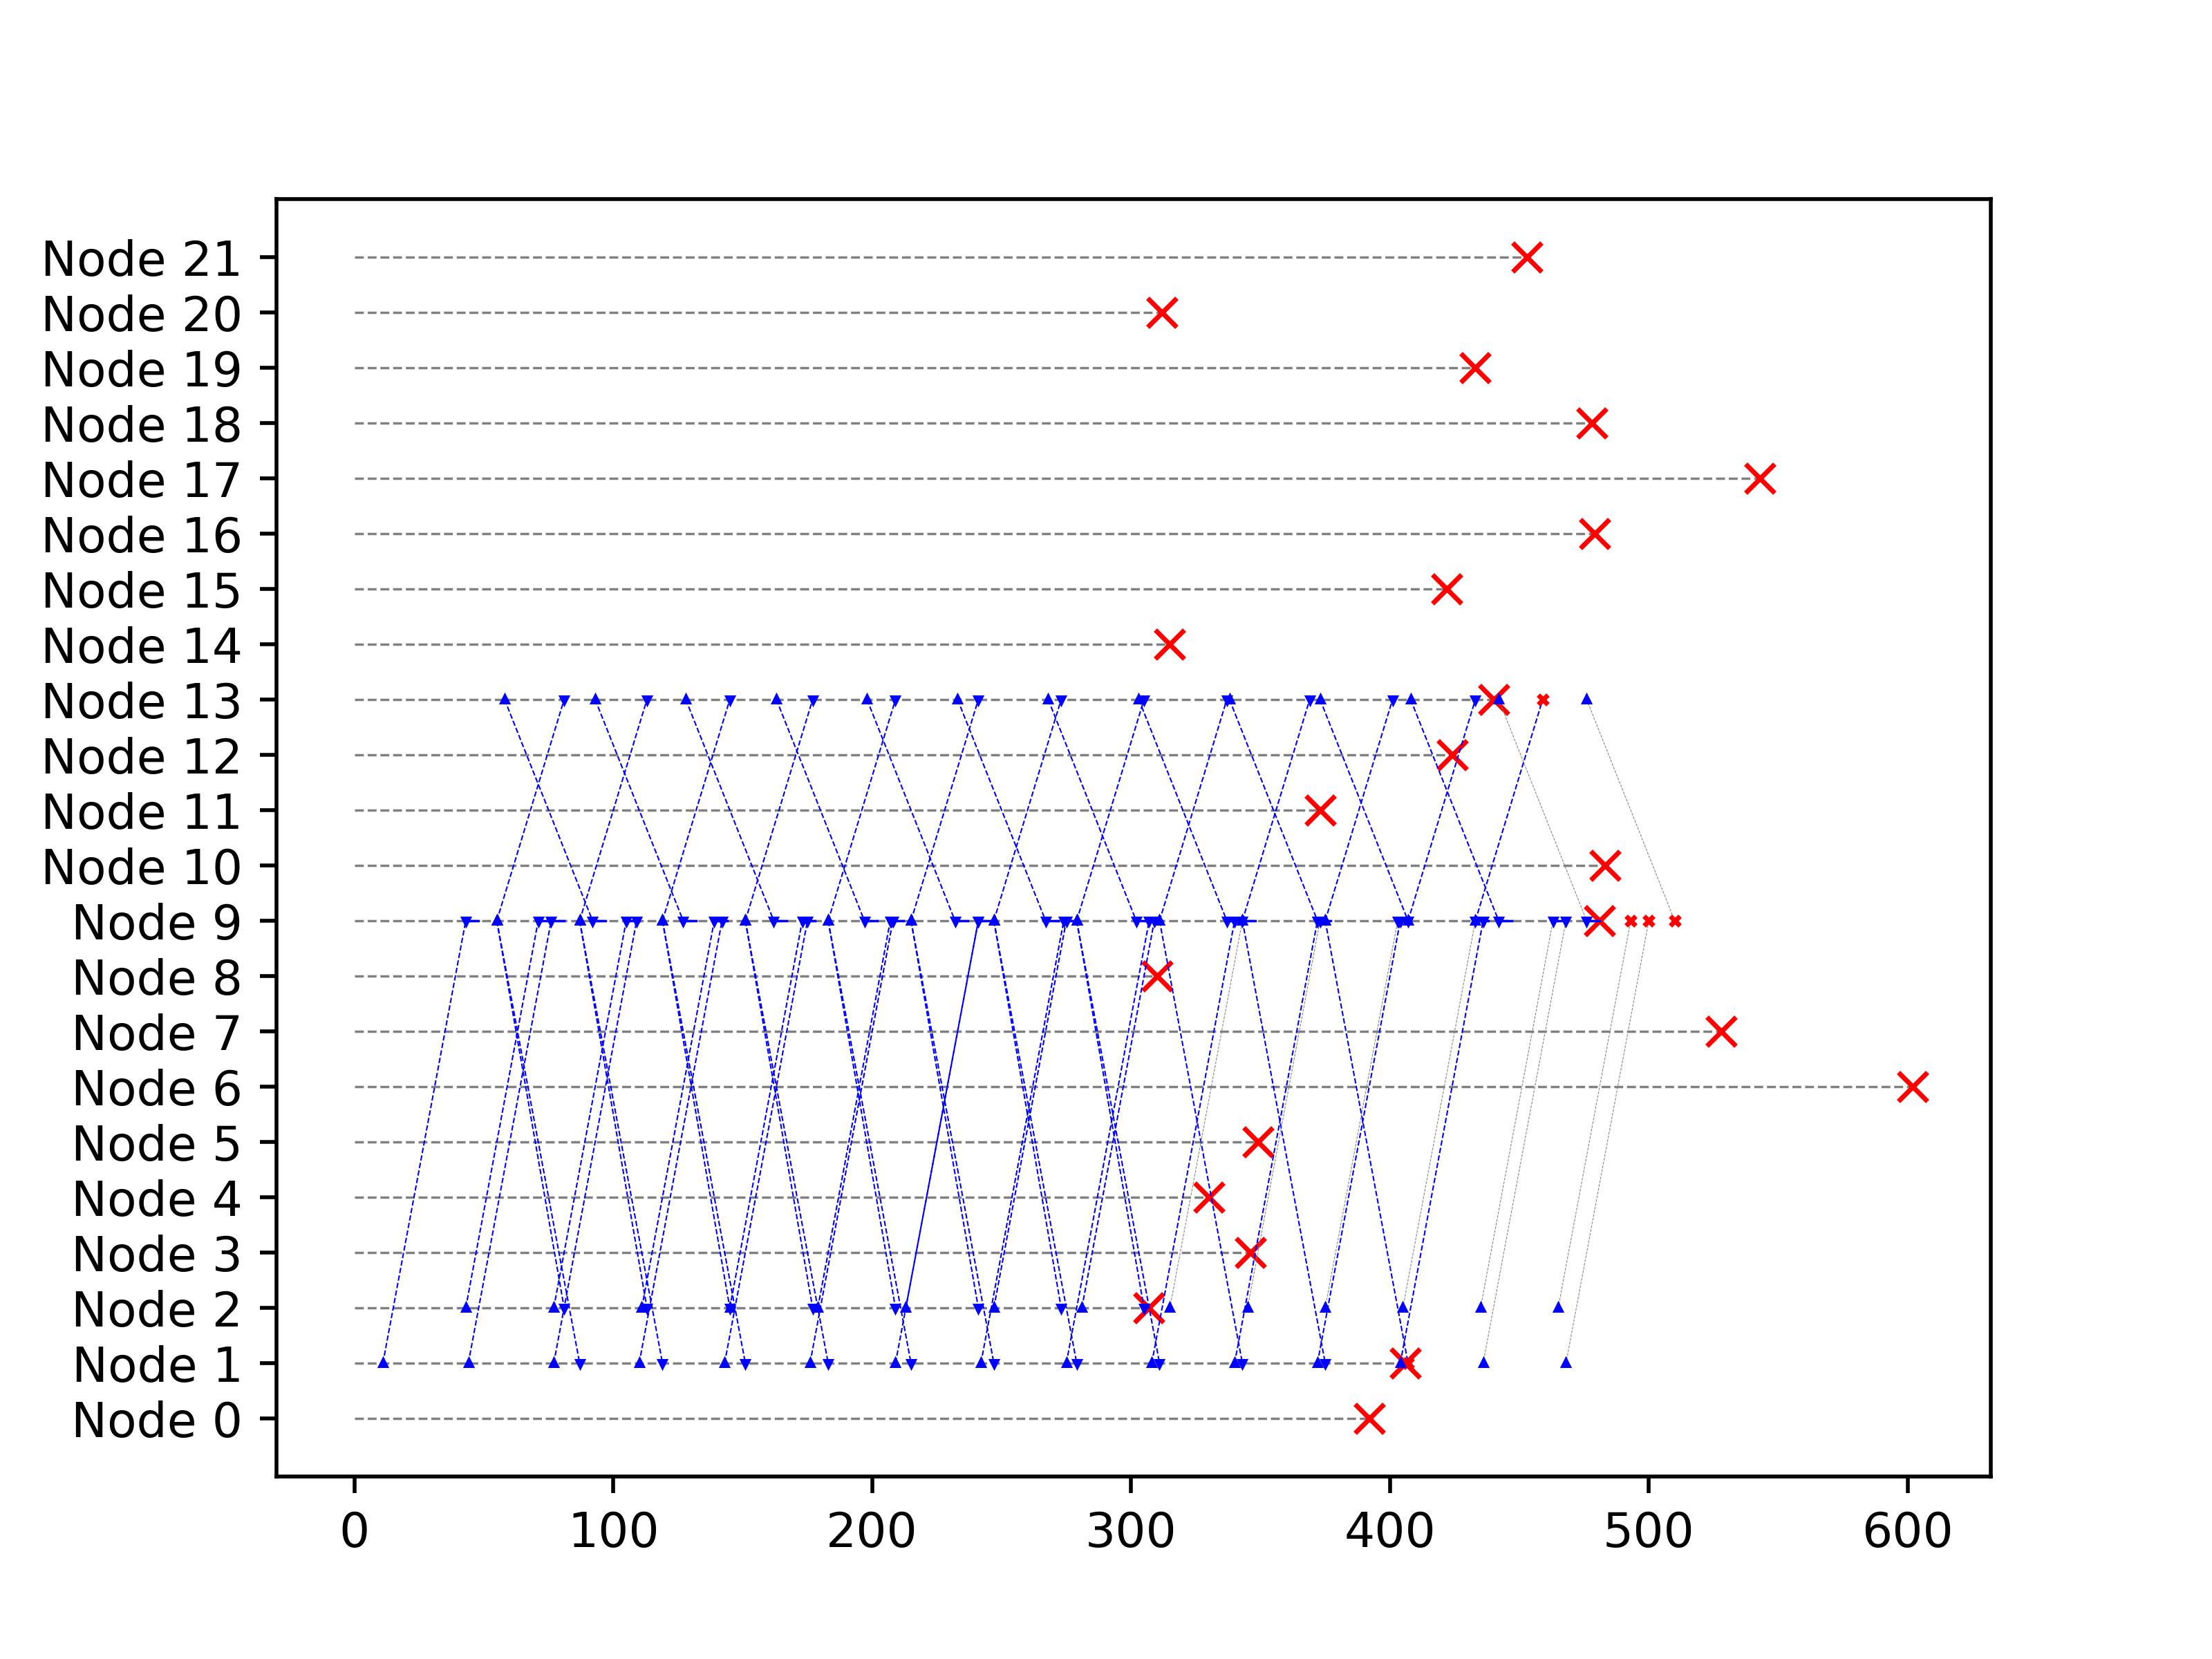 Node 21
Node 20
Node 19
Node 18
Node 17
Node 16
Node 15
Node 14
Node 13
Node 12
Node 11
Node 10
Node 9
Node 8
Node 7
Node 6
Node 5
Node 4
Node 3
Node 2
Node 1
Node 0
0 100 200 300 400 500 600